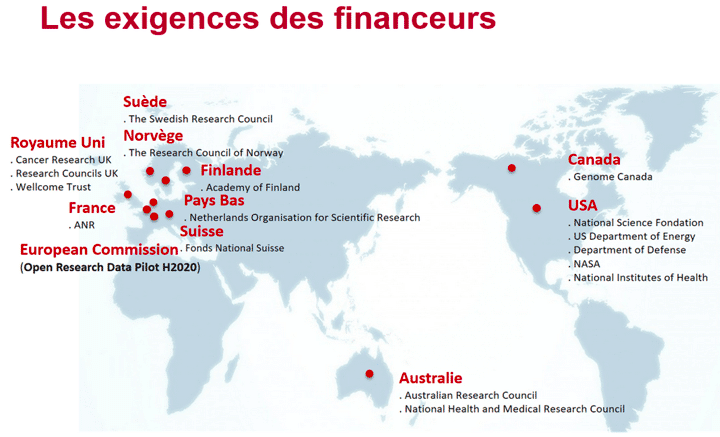 Les exigences des financeurs
Suède
. The Swedish Research Council
Norvège
. The Research Council of Norway
Royaume Uni
. Cancer Research UK
. Research Councils UK
. Wellcome Trust
Finlande
. Academy of Finland
Pays Bas
. Netherlands Organisation for Scientific Research
France
. ANR
Suisse
. Fonds National Suisse
European Commission
(Open Research Data Pilot H2020)
Canada
. Genome Canada
USA
. National Science Fondation
. US Department of Energy
. Department of Defense
. NASA
. National Institutes of Health
Australie
. Australian Research Council
. National Health and Medical Research Council